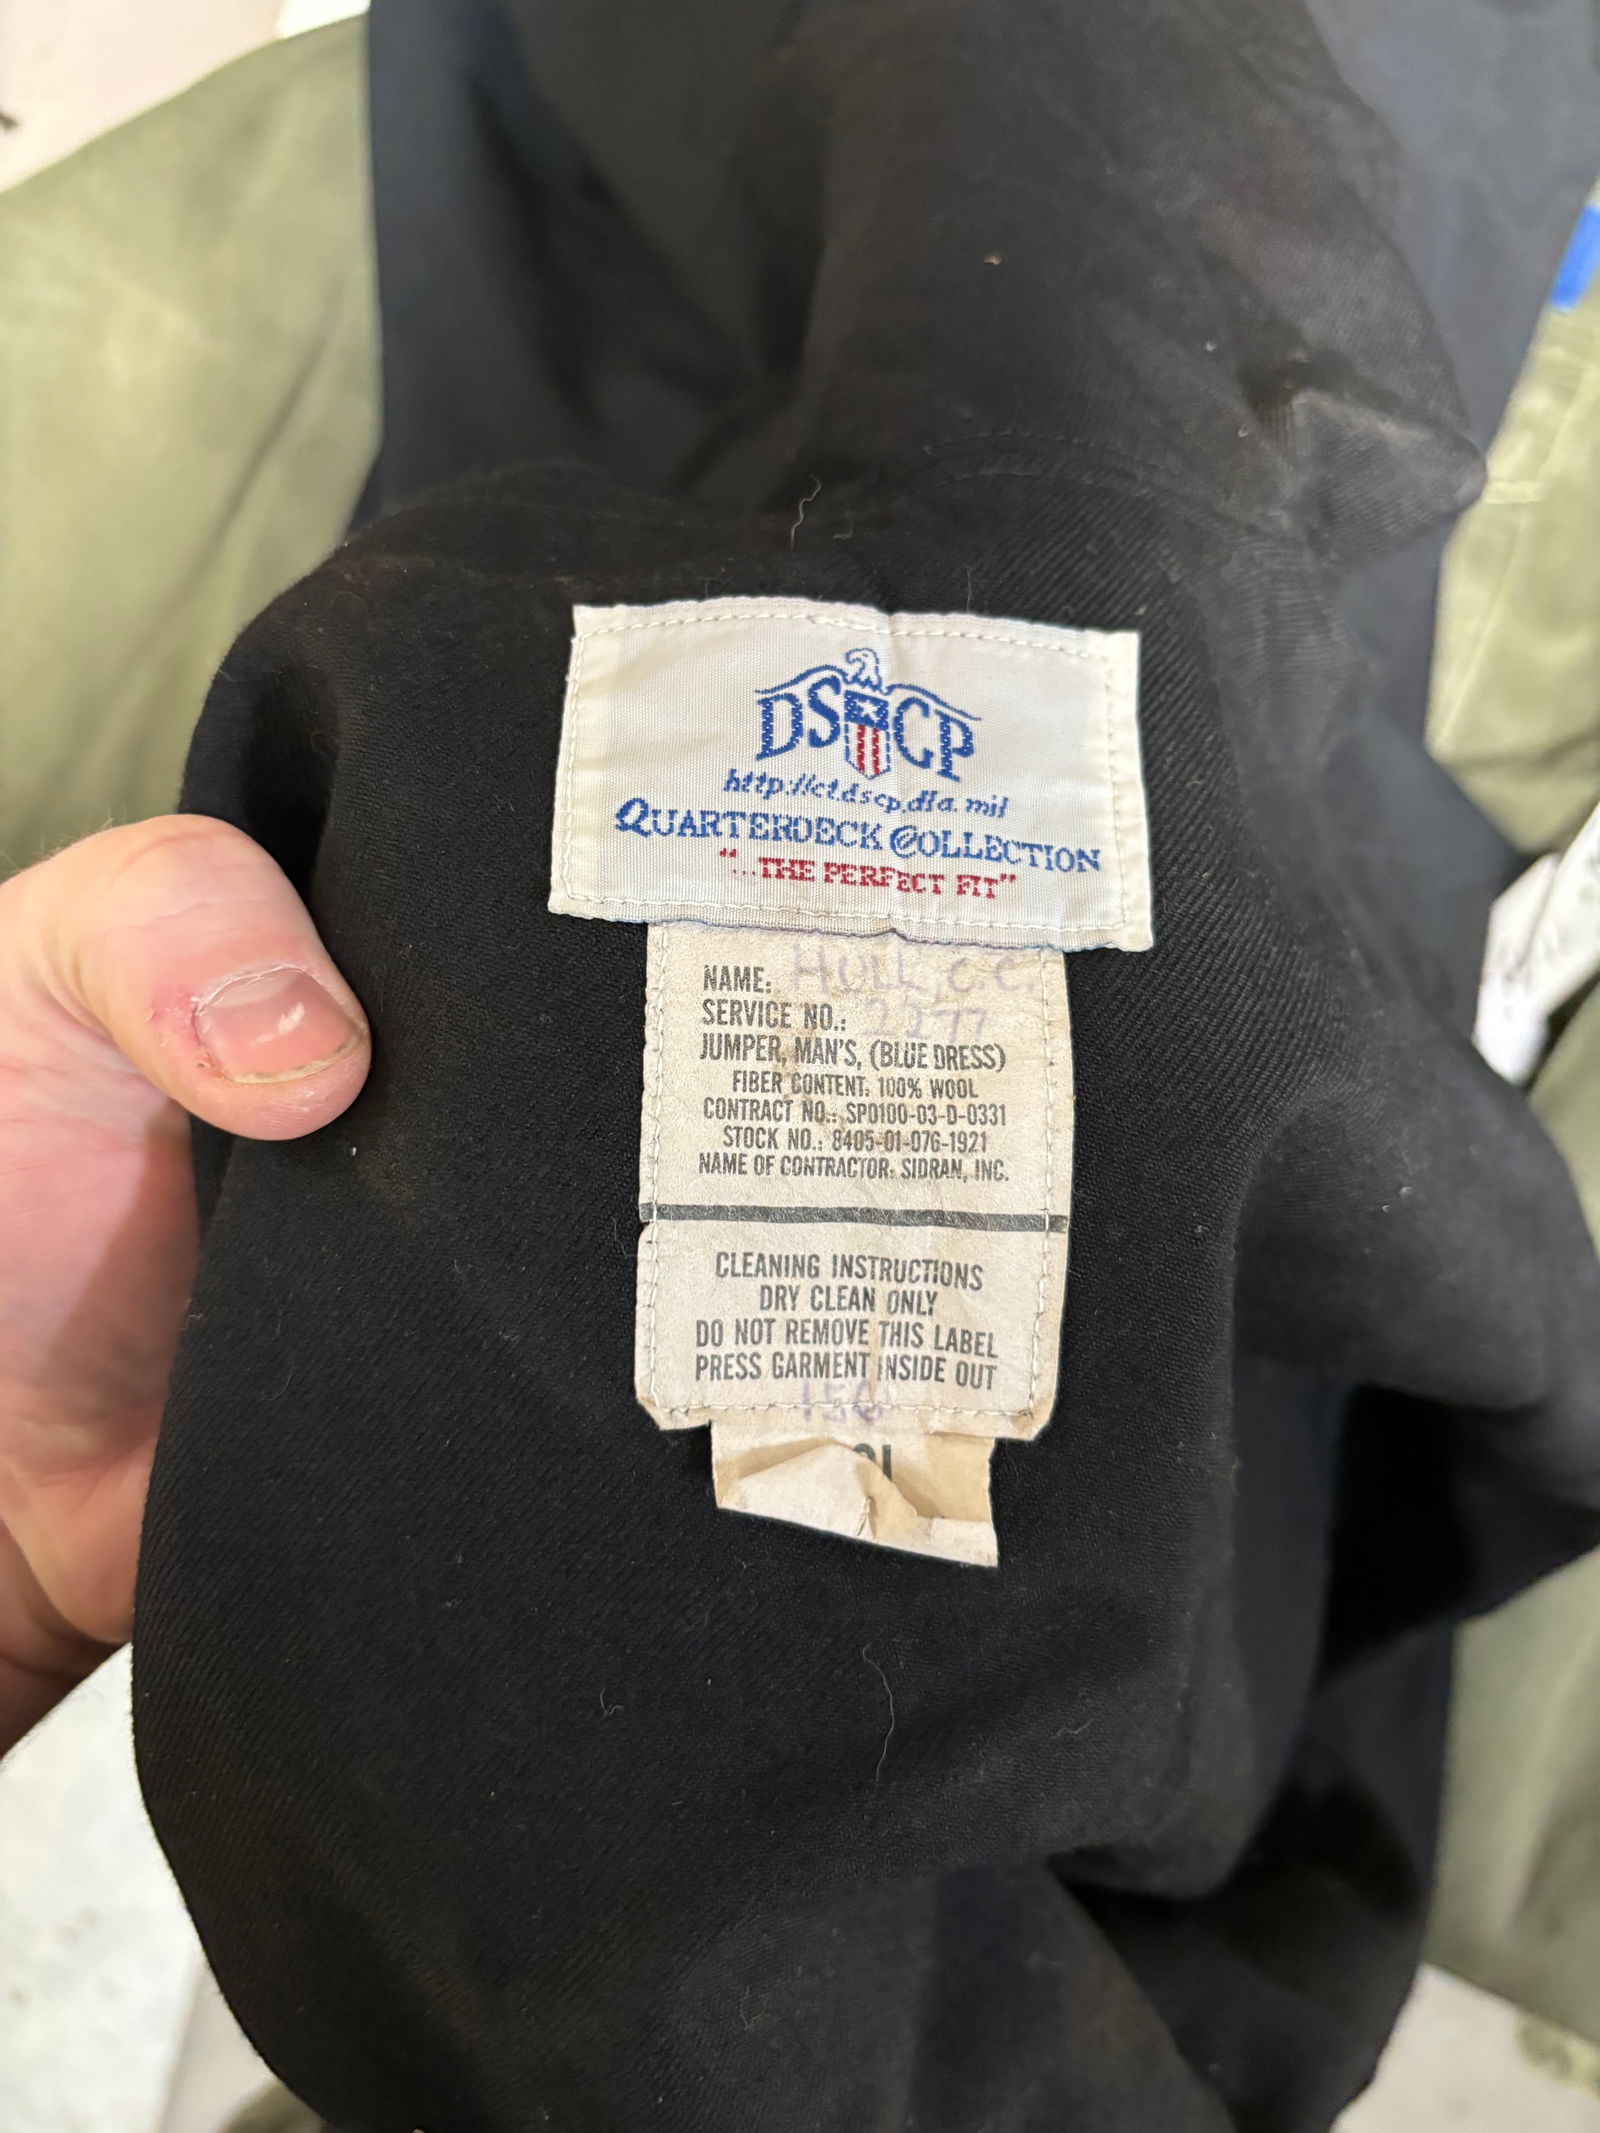 DSCP
http://ct.dscp.dla.mil
QUARTERDECK COLLECTION
"...THE PERFECT FIT"
NAME: HULL, C.C.
SERVICE NO.: 2277
JUMPER, MAN'S, (BLUE DRESS)
FIBER CONTENT: 100% WOOL
CONTRACT NO.: SP0100-03-D-0331
STOCK NO.: 8405-01-076-1921
NAME OF CONTRACTOR: SIDRAN, INC.
CLEANING INSTRUCTIONS
DRY CLEAN ONLY
DO NOT REMOVE THIS LABEL
PRESS GARMENT INSIDE OUT